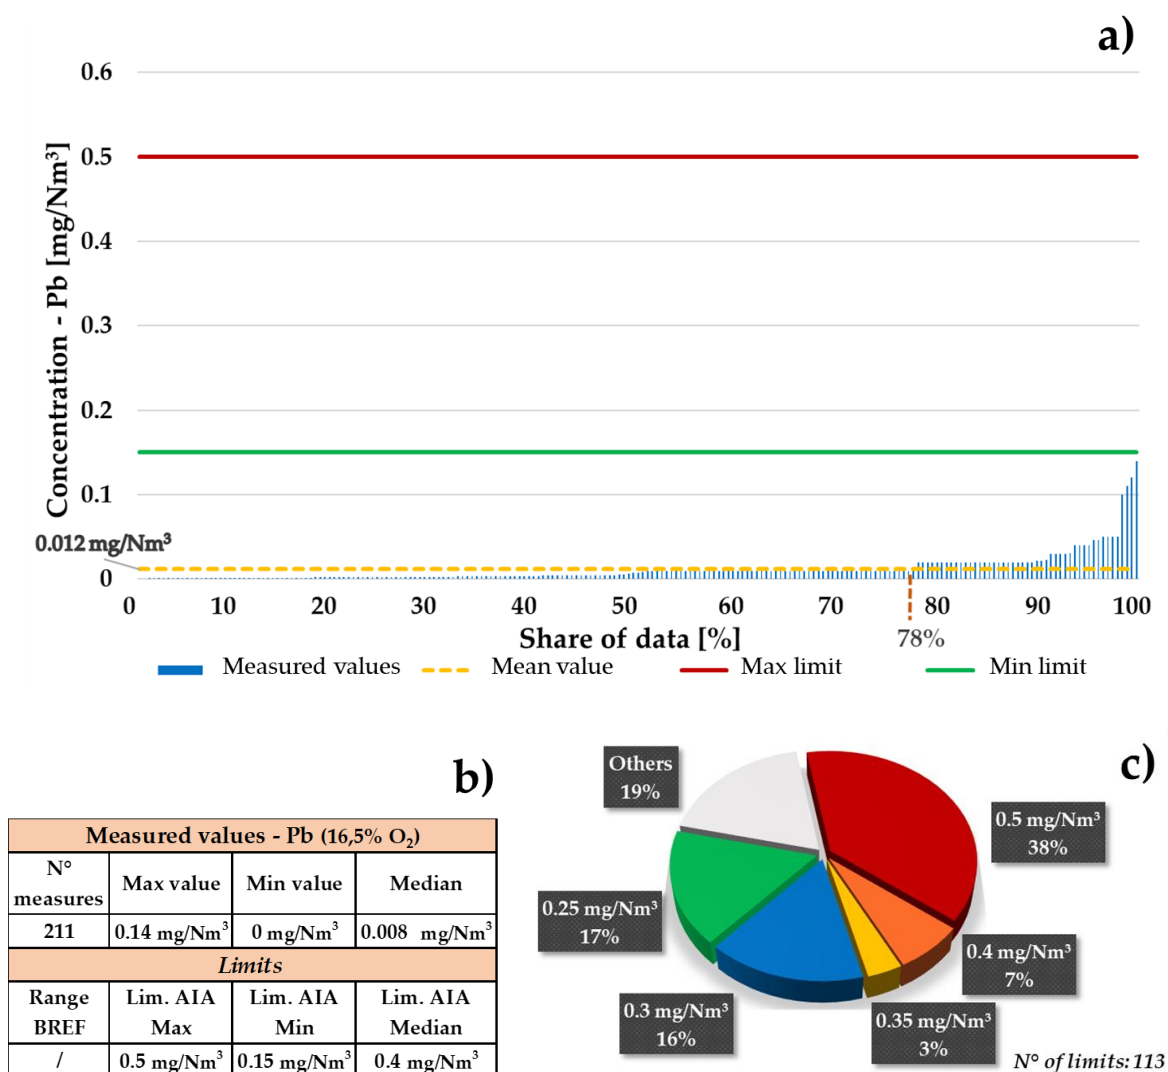 a)
0.6
0.5
0.4
0.3
0.2
0.1
0
Concentration - Pb [mg/Nm³]
0.012 mg/Nm³
0 10 20 30 40 50 60 70 80 90 100
Share of data [%]
78%
Measured values Mean value Max limit Min limit
b)
Measured values - Pb (16,5% O₂)
N° measures Max value Min value Median
211 0.14 mg/Nm³ 0 mg/Nm³ 0.008 mg/Nm³
Limits
Range BREF Lim. AIA Max Lim. AIA Min Lim. AIA Median
/ 0.5 mg/Nm³ 0.15 mg/Nm³ 0.4 mg/Nm³
c)
Others
19%
0.5 mg/Nm³
38%
0.25 mg/Nm³
17%
0.4 mg/Nm³
7%
0.3 mg/Nm³
16%
0.35 mg/Nm³
3%
N° of limits:113